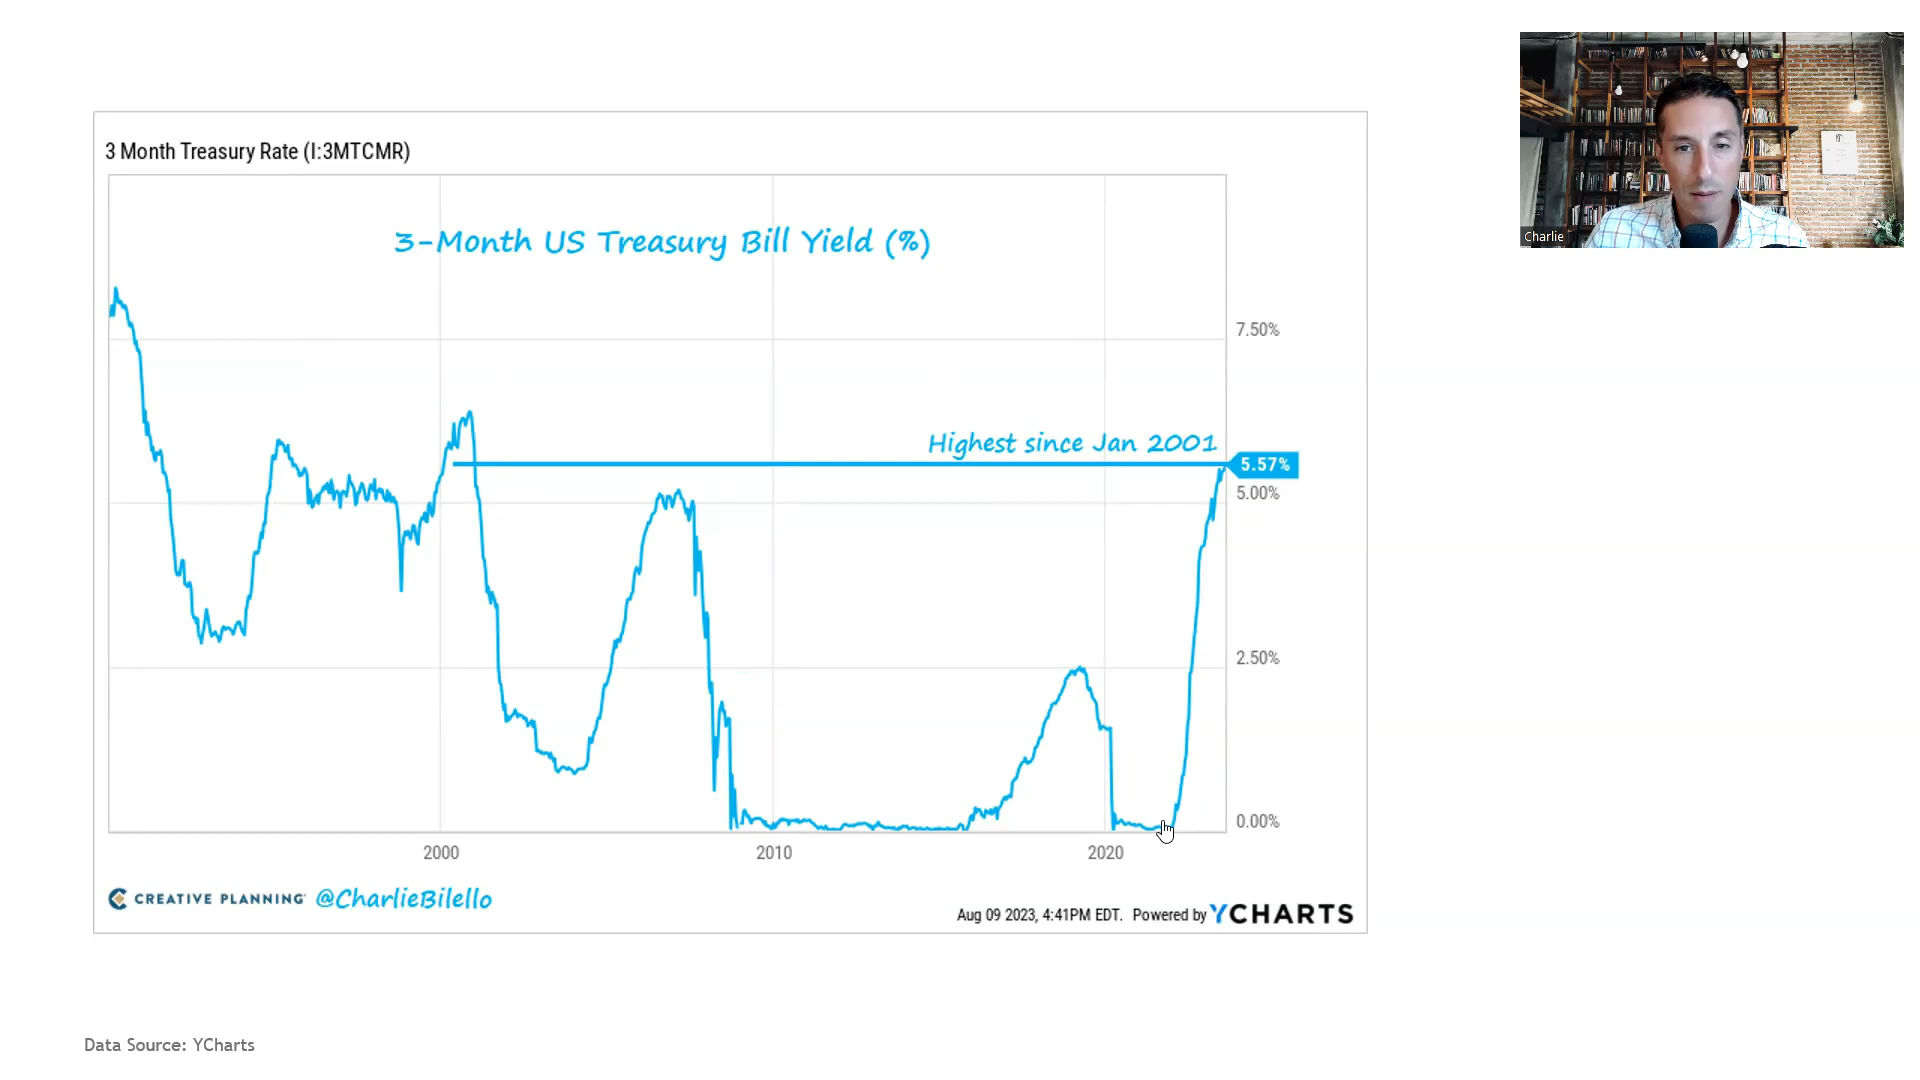 Charlie
3 Month Treasury Rate (I:3MTCMR)
3-Month US Treasury Bill Yield (%)
7.50%
Highest since Jan 2001
5.57%
5.00%
2.50%
0.00%
2000 2010 2020
CREATIVE PLANNING @CharlieBilello
Aug 09 2023, 4:41PM EDT. Powered by YCHARTS
Data Source: YCharts